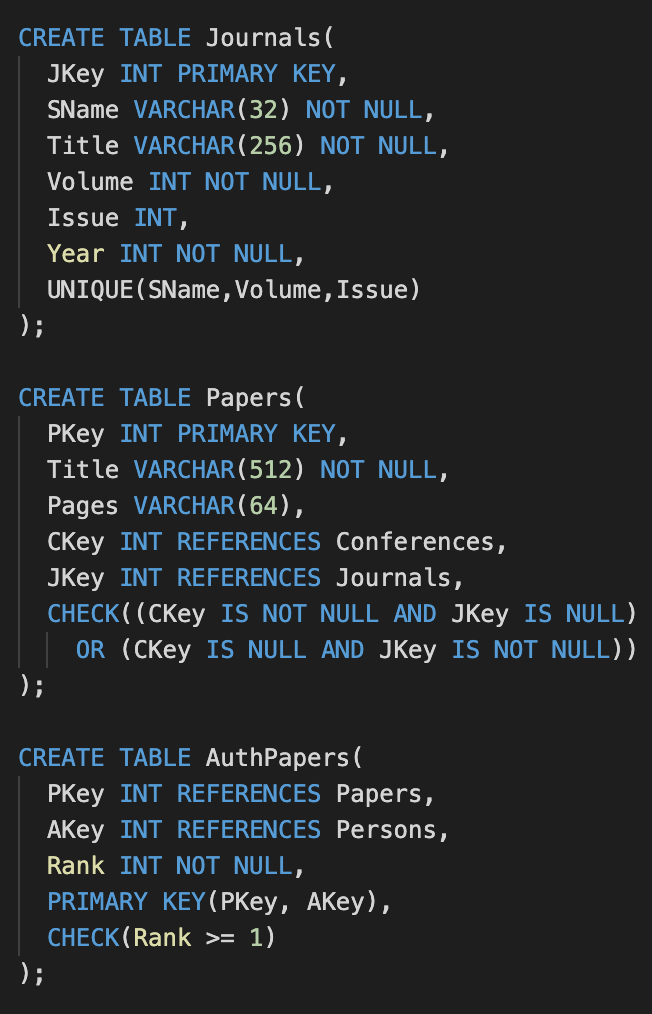 CREATE TABLE Journals(
JKey INT PRIMARY KEY,
SName VARCHAR(32) NOT NULL,
Title VARCHAR(256) NOT NULL,
Volume INT NOT NULL,
Issue INT,
Year INT NOT NULL,
UNIQUE(SName,Volume,Issue)
);
CREATE TABLE Papers(
PKey INT PRIMARY KEY,
Title VARCHAR(512) NOT NULL,
Pages VARCHAR(64),
CKey INT REFERENCES Conferences,
JKey INT REFERENCES Journals,
CHECK((CKey IS NOT NULL AND JKey IS NULL)
OR (CKey IS NULL AND JKey IS NOT NULL))
);
CREATE TABLE AuthPapers(
PKey INT REFERENCES Papers,
AKey INT REFERENCES Persons,
Rank INT NOT NULL,
PRIMARY KEY(PKey, AKey),
CHECK(Rank >= 1)
);